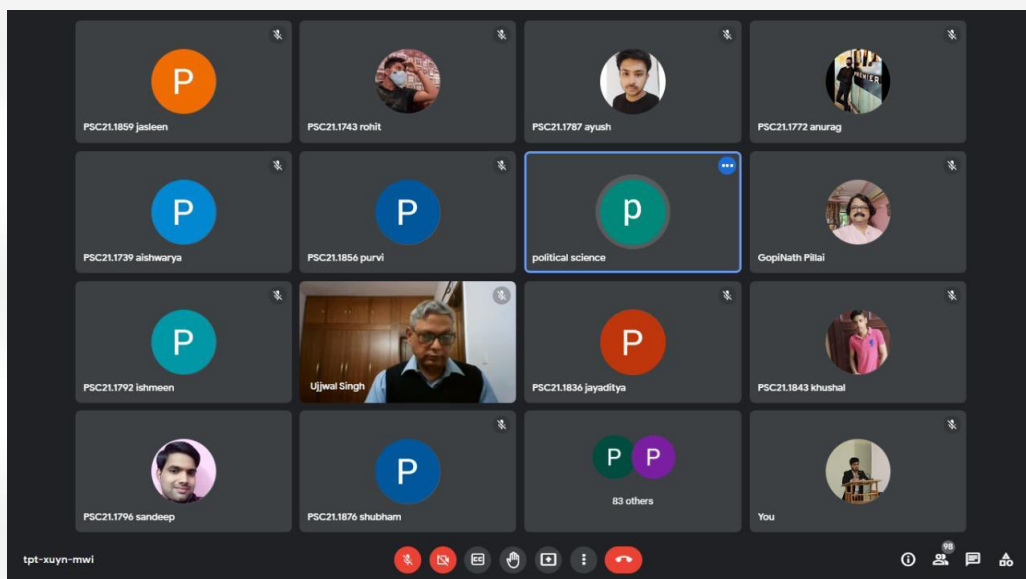 P
PSC21.1859 jasleen
PSC21.1743 rohit
PSC21.1787 ayush
PREMIER
PSC21.1772 anurag
P
PSC21.1739 aishwarya
P
PSC21.1856 purvi
p
political science
GopiNath Pillai
P
PSC21.1792 ishmeen
Ujjwal Singh
P
PSC21.1836 jayaditya
PSC21.1843 khushal
PSC21.1796 sandeep
P
PSC21.1876 shubham
P P
83 others
You
tpt-xuyn-mwi
CC
98